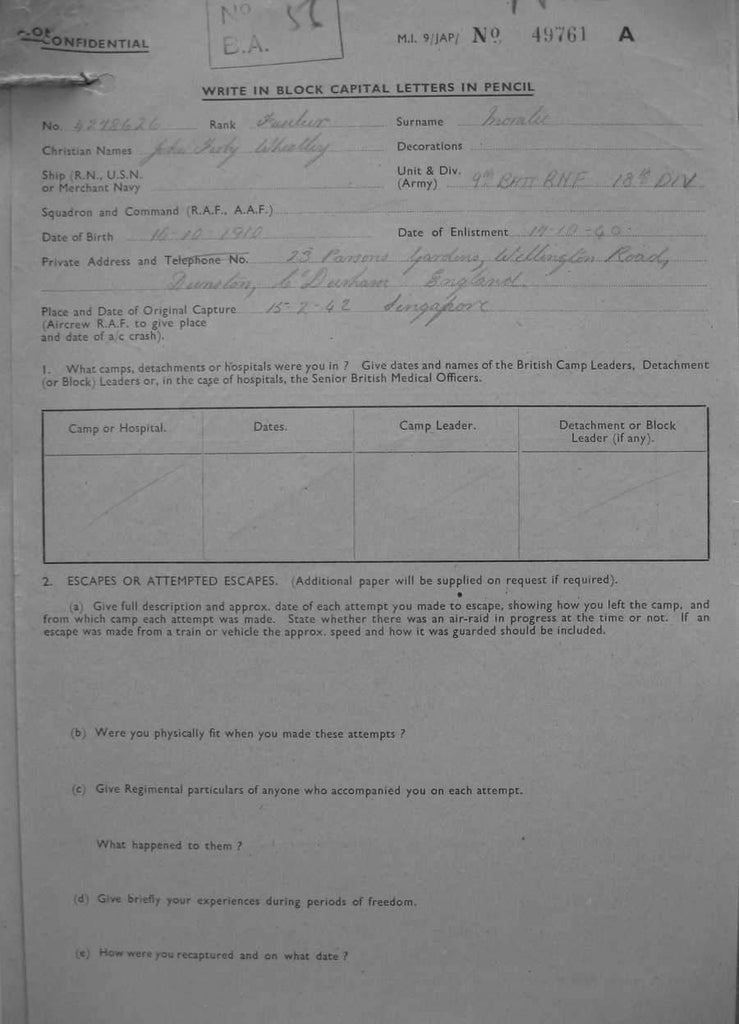 No 56
CONFIDENTIAL
B.A.
M.I. 9/JAP/ No 49761 A
WRITE IN BLOCK CAPITAL LETTERS IN PENCIL
No. 4278626 Rank Surname
Christian Names John Wheatley Decorations
Ship (R.N., U.S.N. Unit & Div.
or Merchant Navy (Army) 9th BATT RNF 18th DIV
Squadron and Command (R.A.F., A.A.F.)
Date of Birth 16-10-1910 Date of Enlistment 17-10-40
Private Address and Telephone No. 23 Parsons Gardens, Wellington Road,
Dunston, Co Durham England.
Place and Date of Original Capture 15-2-42 Singapore
(Aircrew R.A.F. to give place
and date of a/c crash).
1. What camps, detachments or hospitals were you in ? Give dates and names of the British Camp Leaders, Detachment
(or Block) Leaders or, in the case of hospitals, the Senior British Medical Officers.
Camp or Hospital. Dates. Camp Leader. Detachment or Block
Leader (if any).
2. ESCAPES OR ATTEMPTED ESCAPES. (Additional paper will be supplied on request if required).
(a) Give full description and approx. date of each attempt you made to escape, showing how you left the camp, and
from which camp each attempt was made. State whether there was an air-raid in progress at the time or not. If an
escape was made from a train or vehicle the approx. speed and how it was guarded should be included.
(b) Were you physically fit when you made these attempts ?
(c) Give Regimental particulars of anyone who accompanied you on each attempt.
What happened to them ?
(d) Give briefly your experiences during periods of freedom.
(e) How were you recaptured and on what date ?